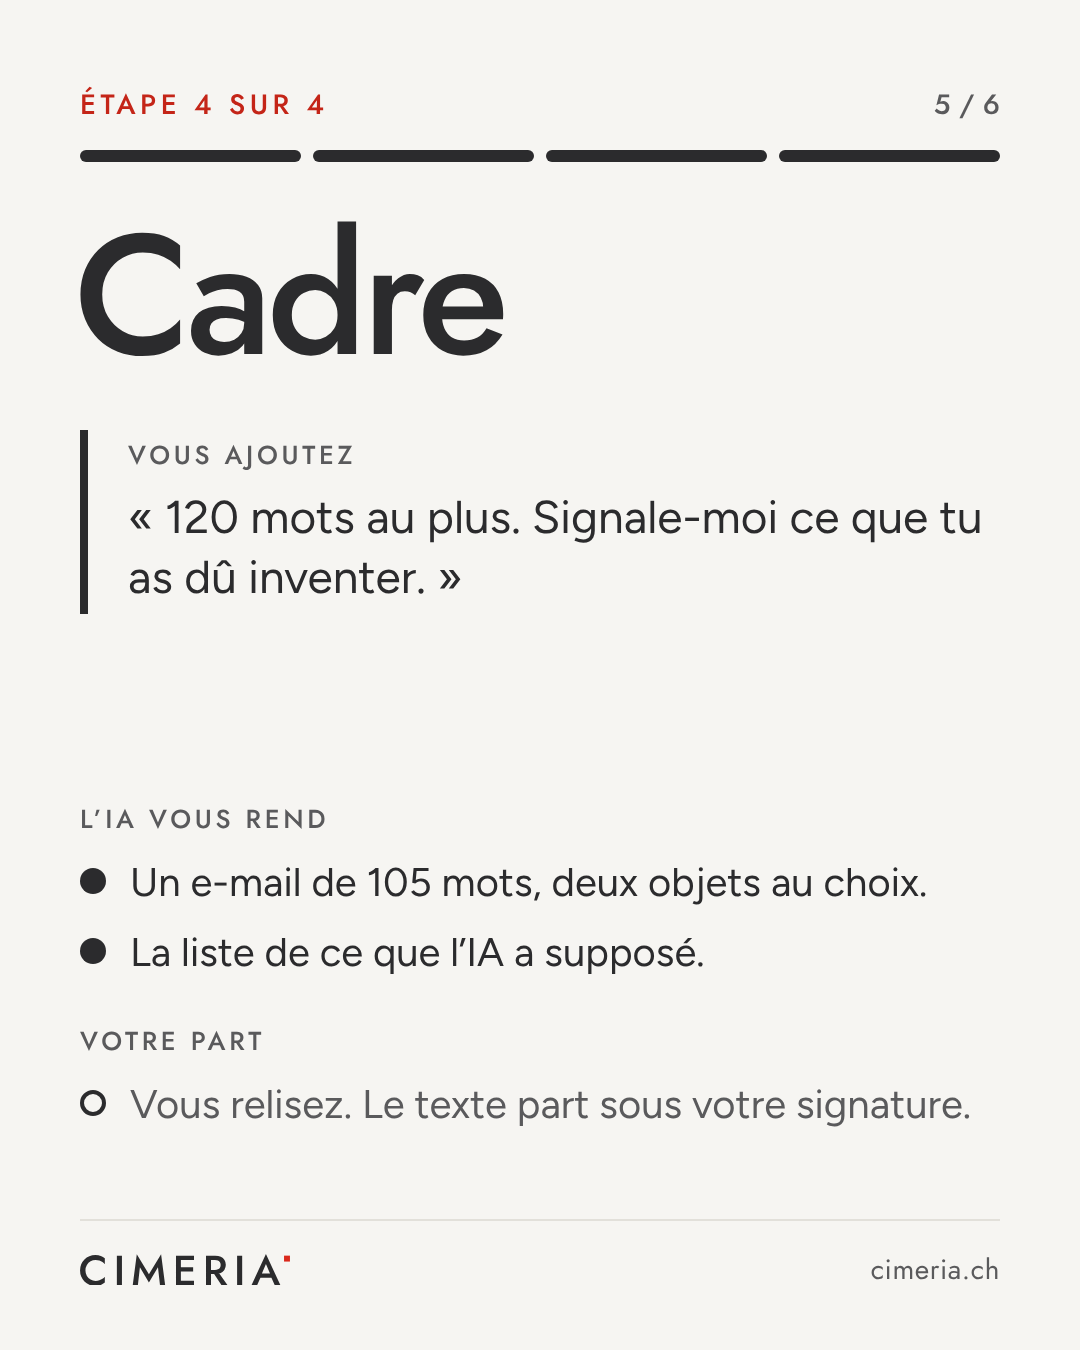 ÉTAPE 4 SUR 4
5 / 6
Cadre
VOUS AJOUTEZ
« 120 mots au plus. Signale-moi ce que tu
as dû inventer. »
L’IA VOUS REND
Un e-mail de 105 mots, deux objets au choix.
La liste de ce que l’IA a supposé.
VOTRE PART
Vous relisez. Le texte part sous votre signature.
CIMERIA
cimeria.ch